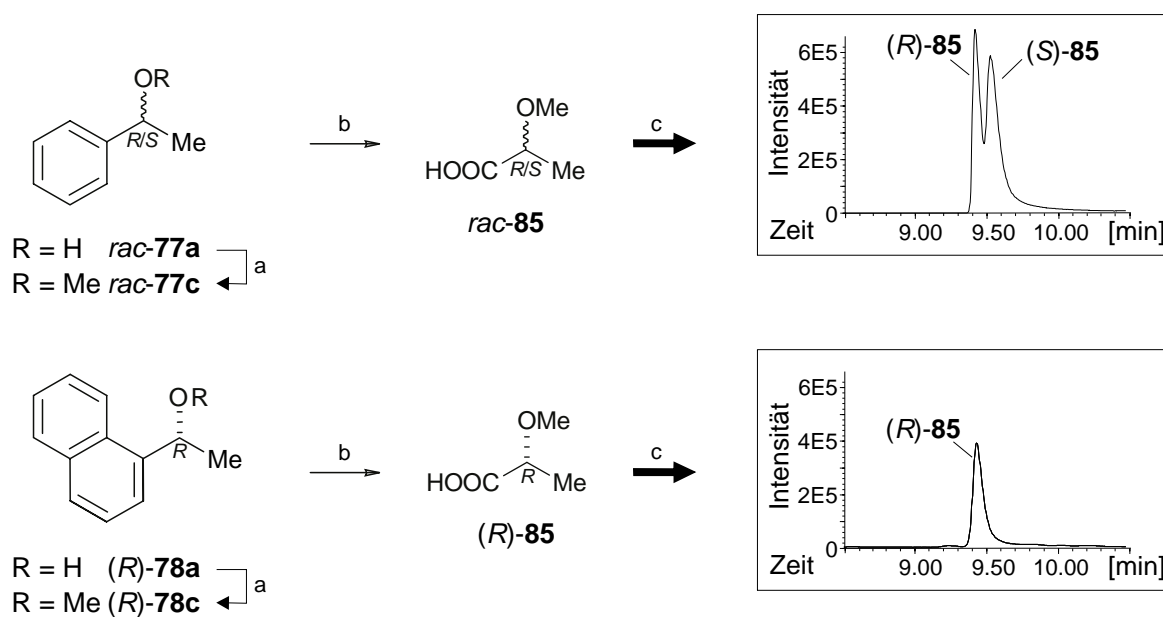 OR
R/S
Me
R = H rac-77a
R = Me rac-77c
a
b
OMe
HOOC
R/S
Me
rac-85
c
Intensität
6E5
4E5
2E5
0
(R)-85
(S)-85
Zeit
9.00 9.50 10.00 [min]
OR
R
Me
R = H (R)-78a
R = Me (R)-78c
a
b
OMe
HOOC
R
Me
(R)-85
c
Intensität
6E5
4E5
2E5
0
(R)-85
Zeit
9.00 9.50 10.00 [min]